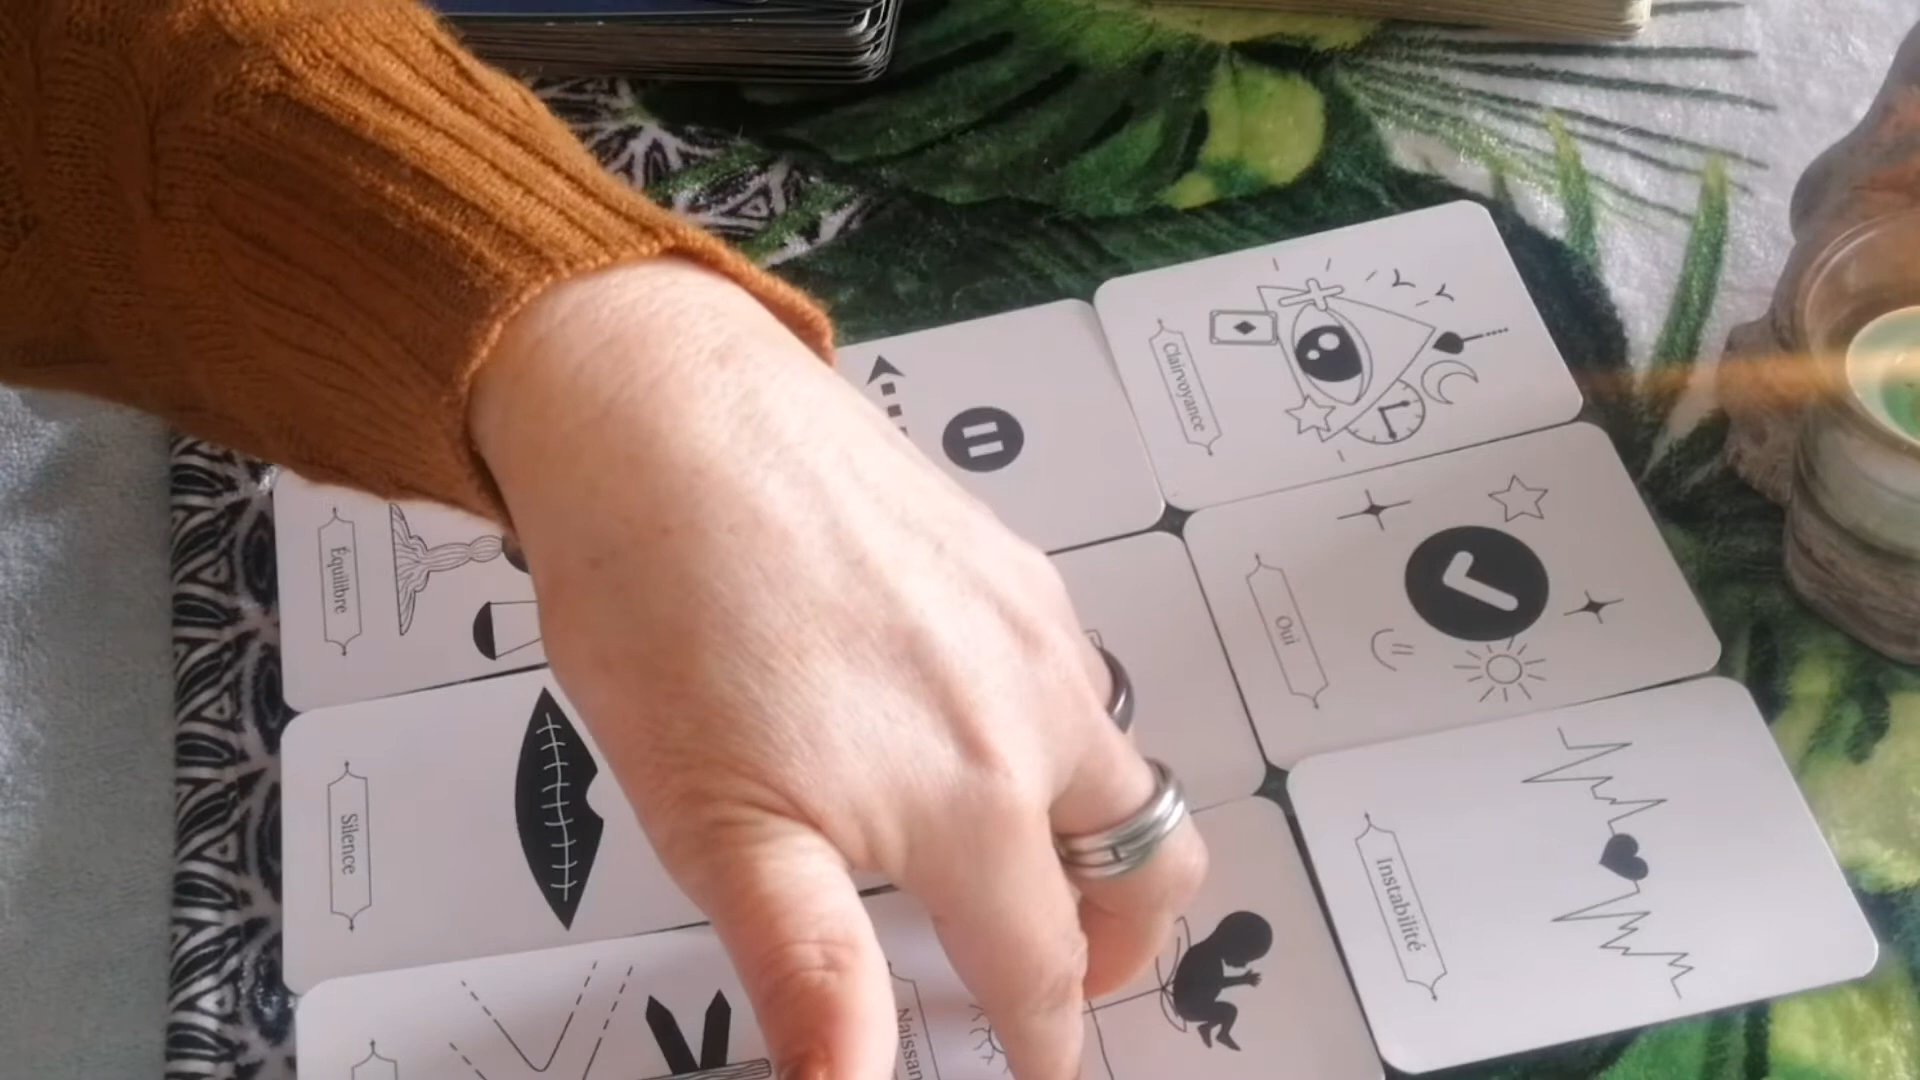 Clairvoyance
Équilibre
Oui
Silence
Instabilité
Naissan